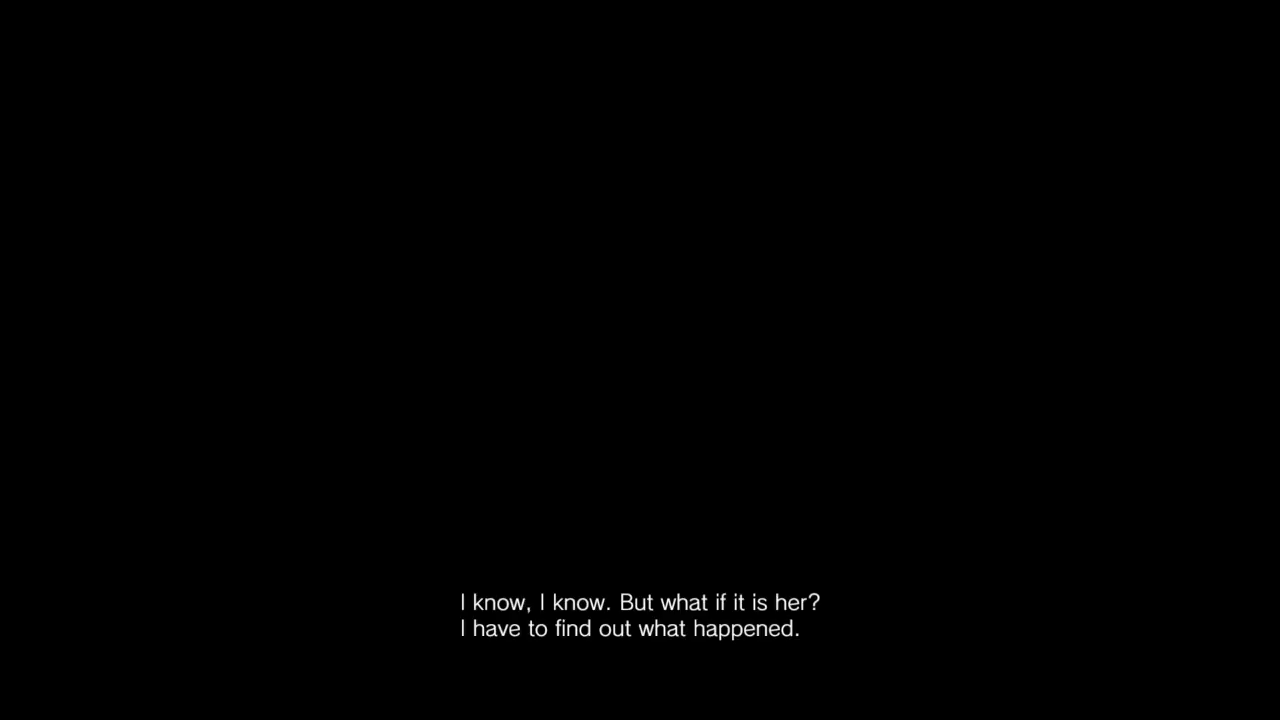 I know, I know. But what if it is her?
I have to find out what happened.